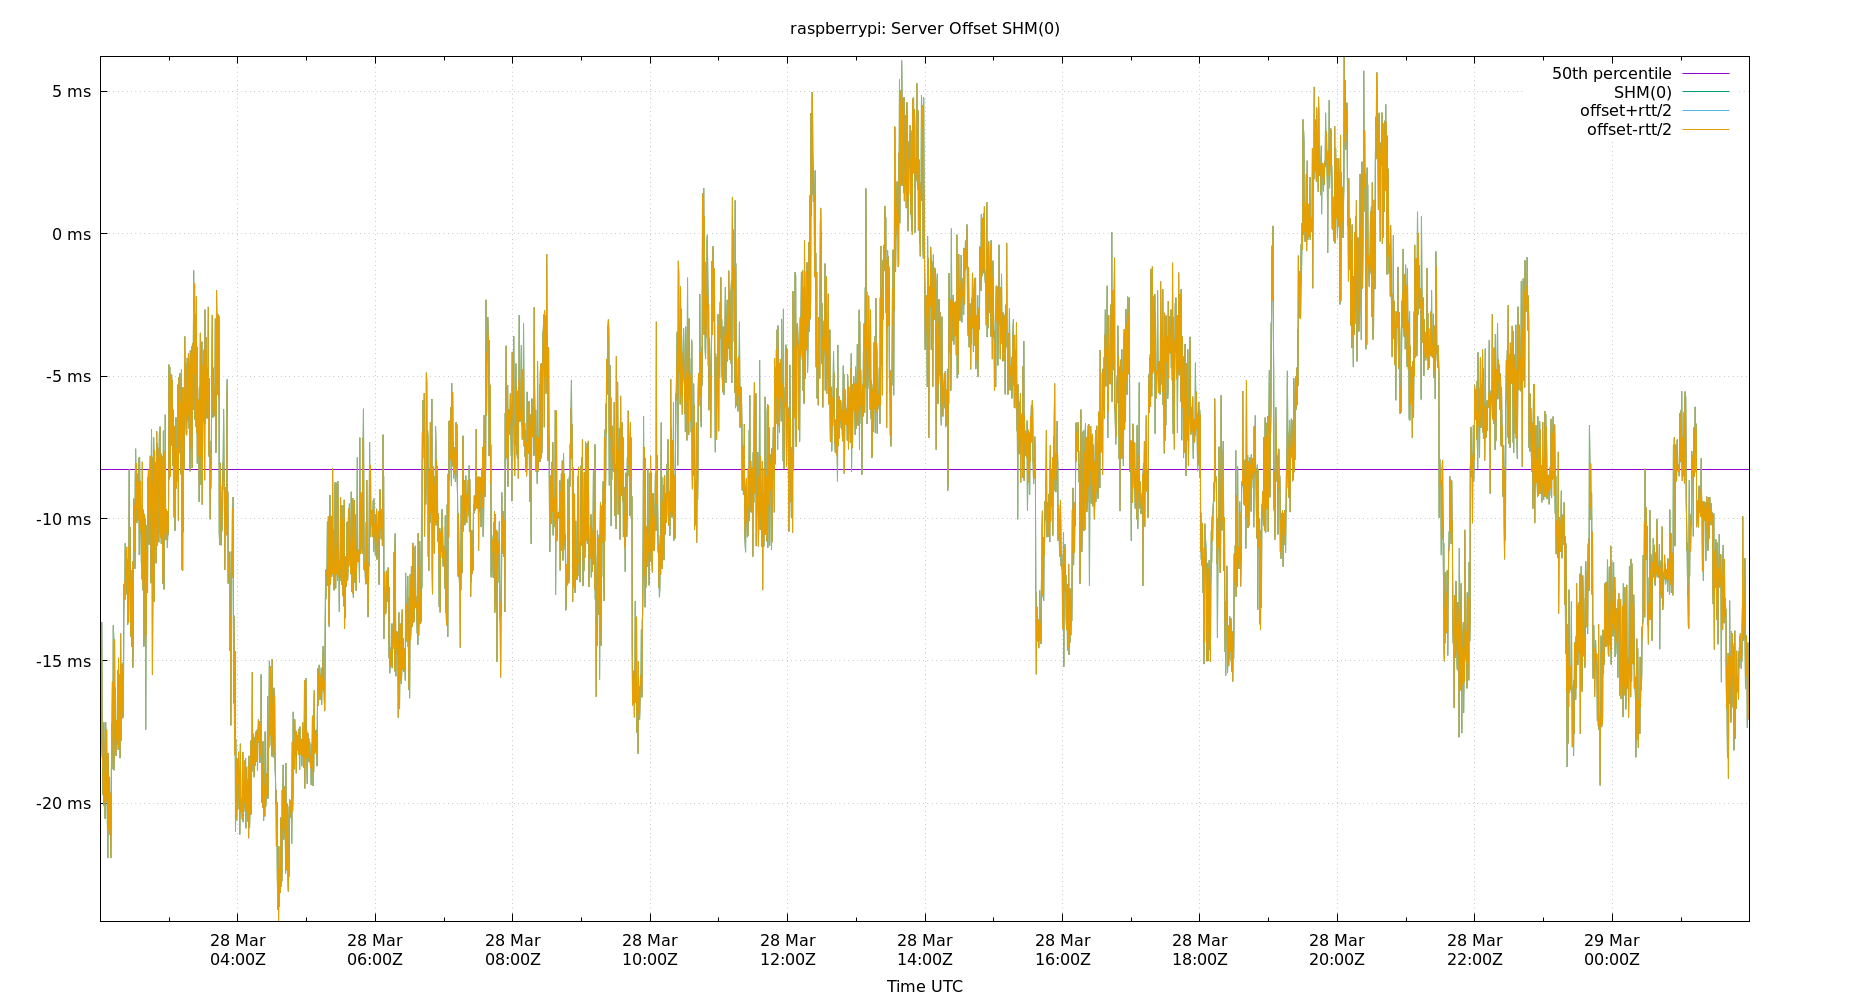 raspberrypi: Server Offset SHM(0)
50th percentile
SHM(0)
offset+rtt/2
offset-rtt/2
5 ms
0 ms
-5 ms
-10 ms
-15 ms
-20 ms
28 Mar 28 Mar 28 Mar 28 Mar 28 Mar 28 Mar 28 Mar 28 Mar 28 Mar 28 Mar 29 Mar
04:00Z 06:00Z 08:00Z 10:00Z 12:00Z 14:00Z 16:00Z 18:00Z 20:00Z 22:00Z 00:00Z
Time UTC